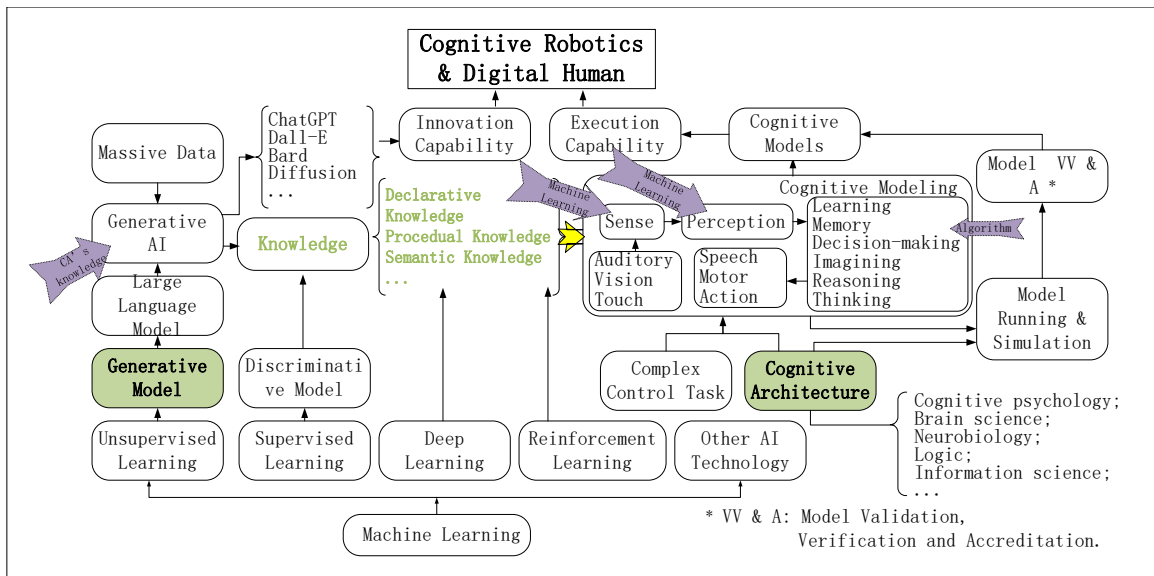 Cognitive Robotics
& Digital Human
ChatGPT
Dall-E
Bard
Diffusion
...
Innovation
Capability
Execution
Capability
Cognitive
Models
Massive Data
Model VV &
A *
Machine
Learning
Machine
Learning
Cognitive Modeling
Declarative
Knowledge
Procedual Knowledge
Semantic Knowledge
...
Generative
AI
Knowledge
Sense
Perception
Learning
Memory
Decision-making
Imagining
Reasoning
Thinking
Algorithm
CA's
knowledge
Auditory
Vision
Touch
Speech
Motor
Action
Large
Language
Model
Model
Running &
Simulation
Generative
Model
Discriminati
ve Model
Complex
Control Task
Cognitive
Architecture
Cognitive psychology;
Brain science;
Neurobiology;
Logic;
Information science;
...
Unsupervised
Learning
Supervised
Learning
Deep
Learning
Reinforcement
Learning
Other AI
Technology
Machine Learning
* VV & A: Model Validation,
Verification and Accreditation.